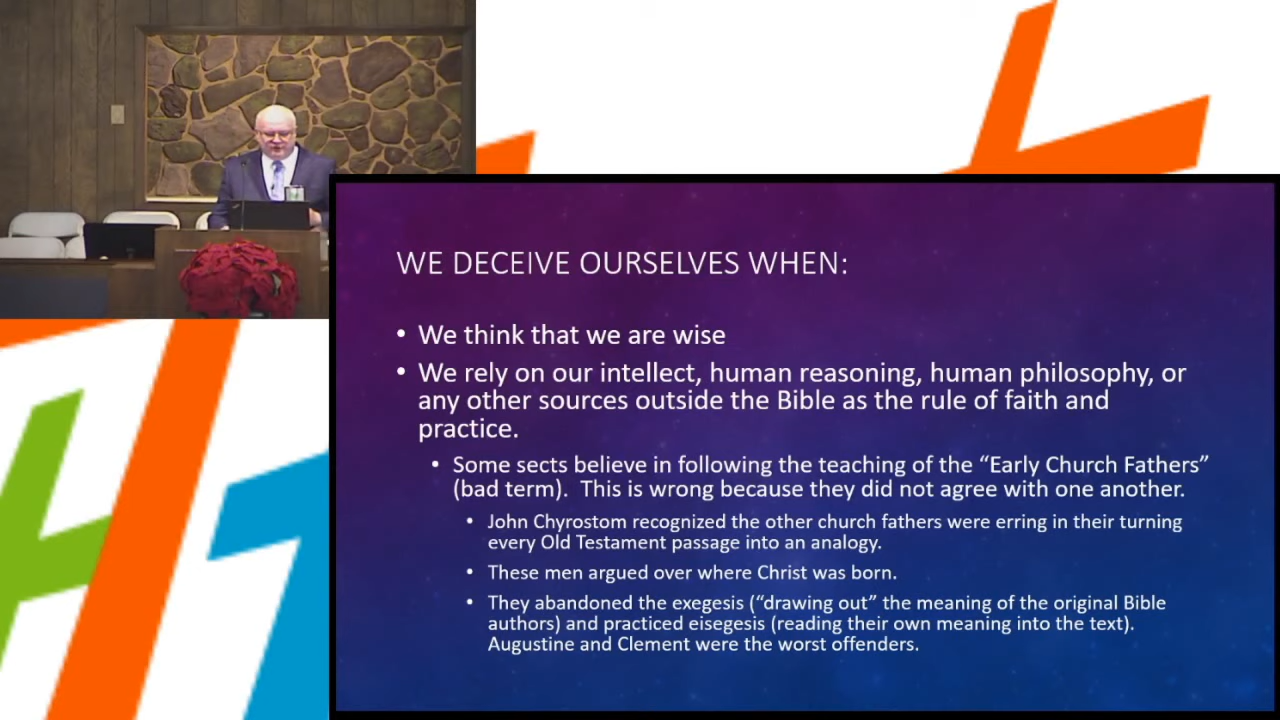 WE DECEIVE OURSELVES WHEN:
• We think that we are wise
• We rely on our intellect, human reasoning, human philosophy, or
any other sources outside the Bible as the rule of faith and
practice.
• Some sects believe in following the teaching of the “Early Church Fathers”
(bad term).  This is wrong because they did not agree with one another.
• John Chyrostom recognized the other church fathers were erring in their turning
every Old Testament passage into an analogy.
• These men argued over where Christ was born.
• They abandoned the exegesis (“drawing out” the meaning of the original Bible
authors) and practiced eisegesis (reading their own meaning into the text).
Augustine and Clement were the worst offenders.